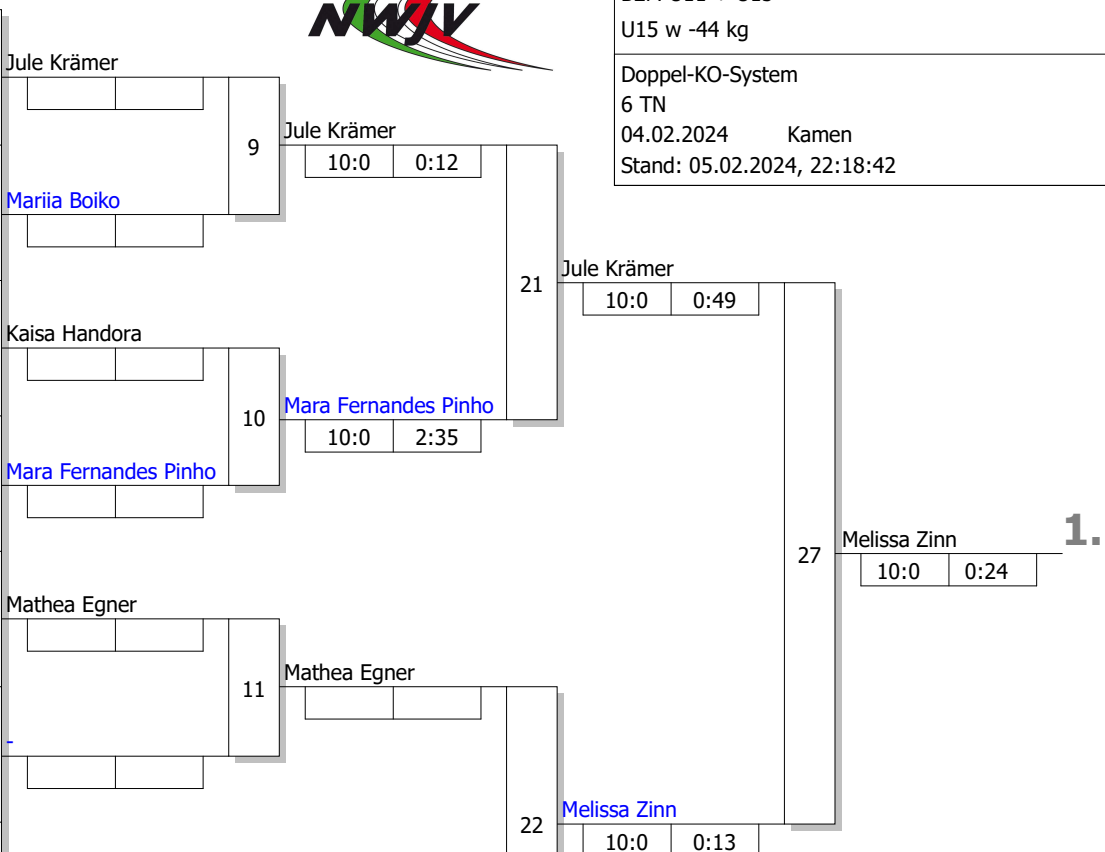 NWJV
U15 w -44 kg
Doppel-KO-System
6 TN
04.02.2024 Kamen
Stand: 05.02.2024, 22:18:42
Jule Krämer
9
Mariia Boiko
Jule Krämer
10:0 0:12
Kaisa Handora
10
Mara Fernandes Pinho
Mara Fernandes Pinho
10:0 2:35
21
Jule Krämer
10:0 0:49
Mathea Egner
11
-
Mathea Egner
22
Melissa Zinn
10:0 0:13
27
Melissa Zinn
10:0 0:24
1.